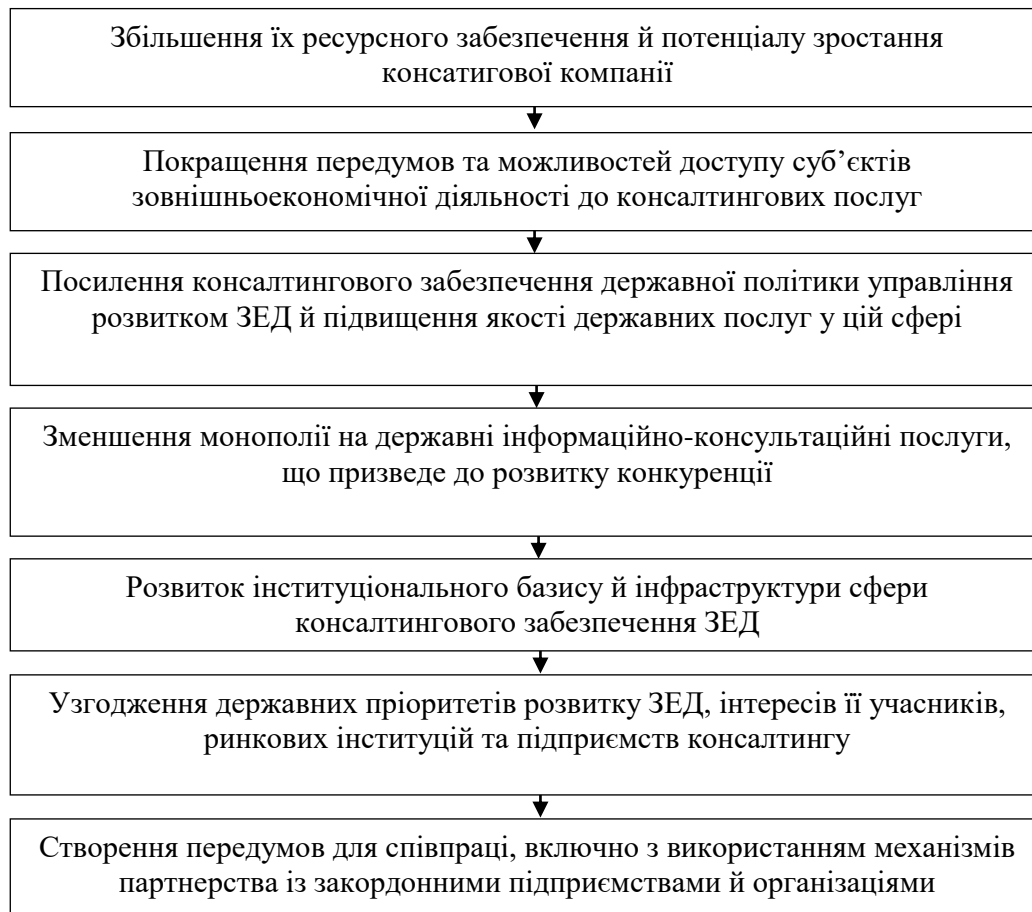 Збільшення їх ресурсного забезпечення й потенціалу зростання
консатигової компанії
Покращення передумов та можливостей доступу суб’єктів
зовнішньоекономічної діяльності до консалтингових послуг
Посилення консалтингового забезпечення державної політики управління
розвитком ЗЕД й підвищення якості державних послуг у цій сфері
Зменшення монополії на державні інформаційно-консультаційні послуги,
що призведе до розвитку конкуренції
Розвиток інституціонального базису й інфраструктури сфери
консалтингового забезпечення ЗЕД
Узгодження державних пріоритетів розвитку ЗЕД, інтересів її учасників,
ринкових інституцій та підприємств консалтингу
Створення передумов для співпраці, включно з використанням механізмів
партнерства із закордонними підприємствами й організаціями